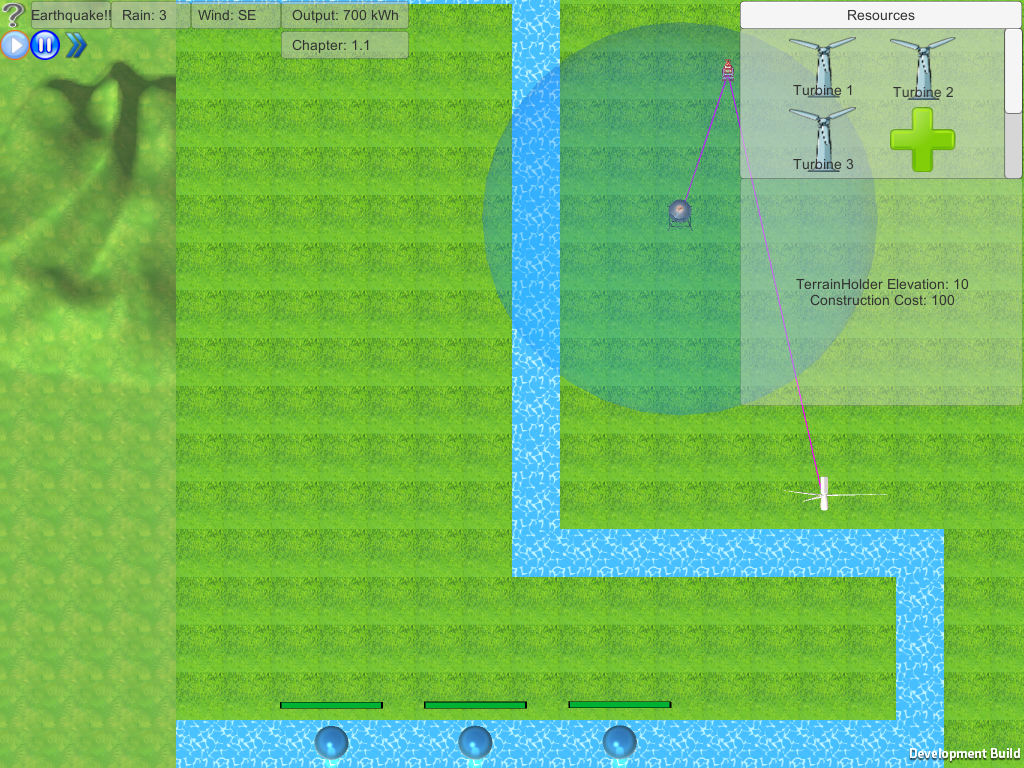 ?
Earthquake!!
Rain: 3
Wind: SE
Output: 700 kWh
Chapter: 1.1
Resources
Turbine 1
Turbine 2
Turbine 3
TerrainHolder Elevation: 10
Construction Cost: 100
Development Build